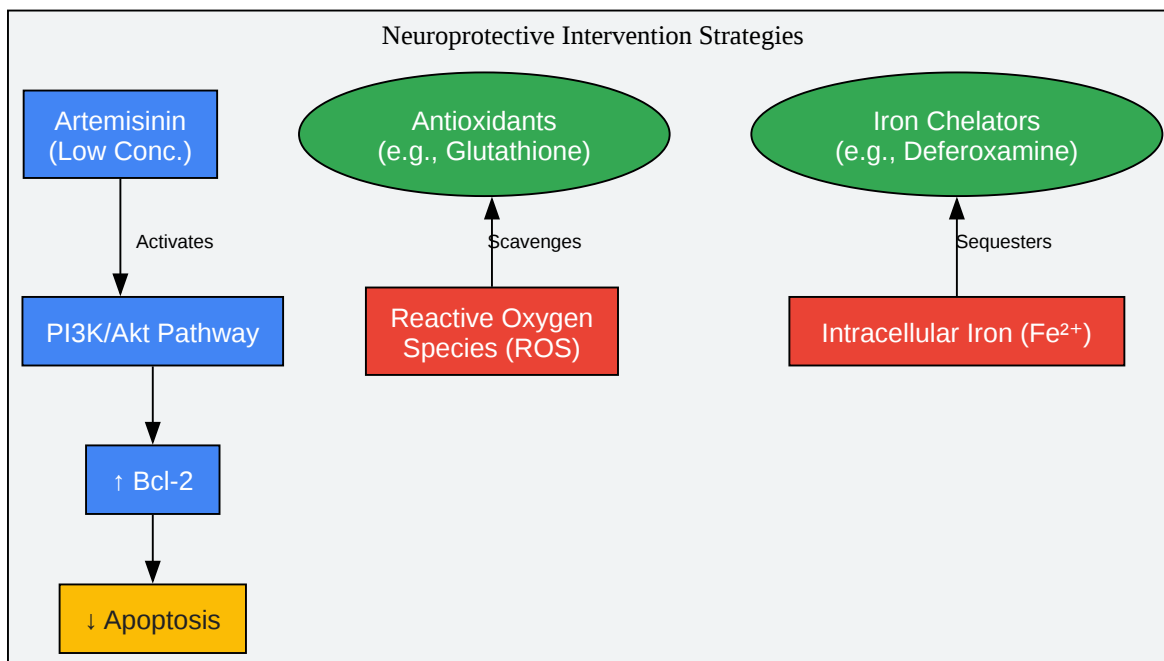 Neuroprotective Intervention Strategies
Artemisinin
(Low Conc.)
Activates
PI3K/Akt Pathway
↑ Bcl-2
↓ Apoptosis
Antioxidants
(e.g., Glutathione)
Scavenges
Reactive Oxygen
Species (ROS)
Iron Chelators
(e.g., Deferoxamine)
Sequesters
Intracellular Iron (Fe²⁺)